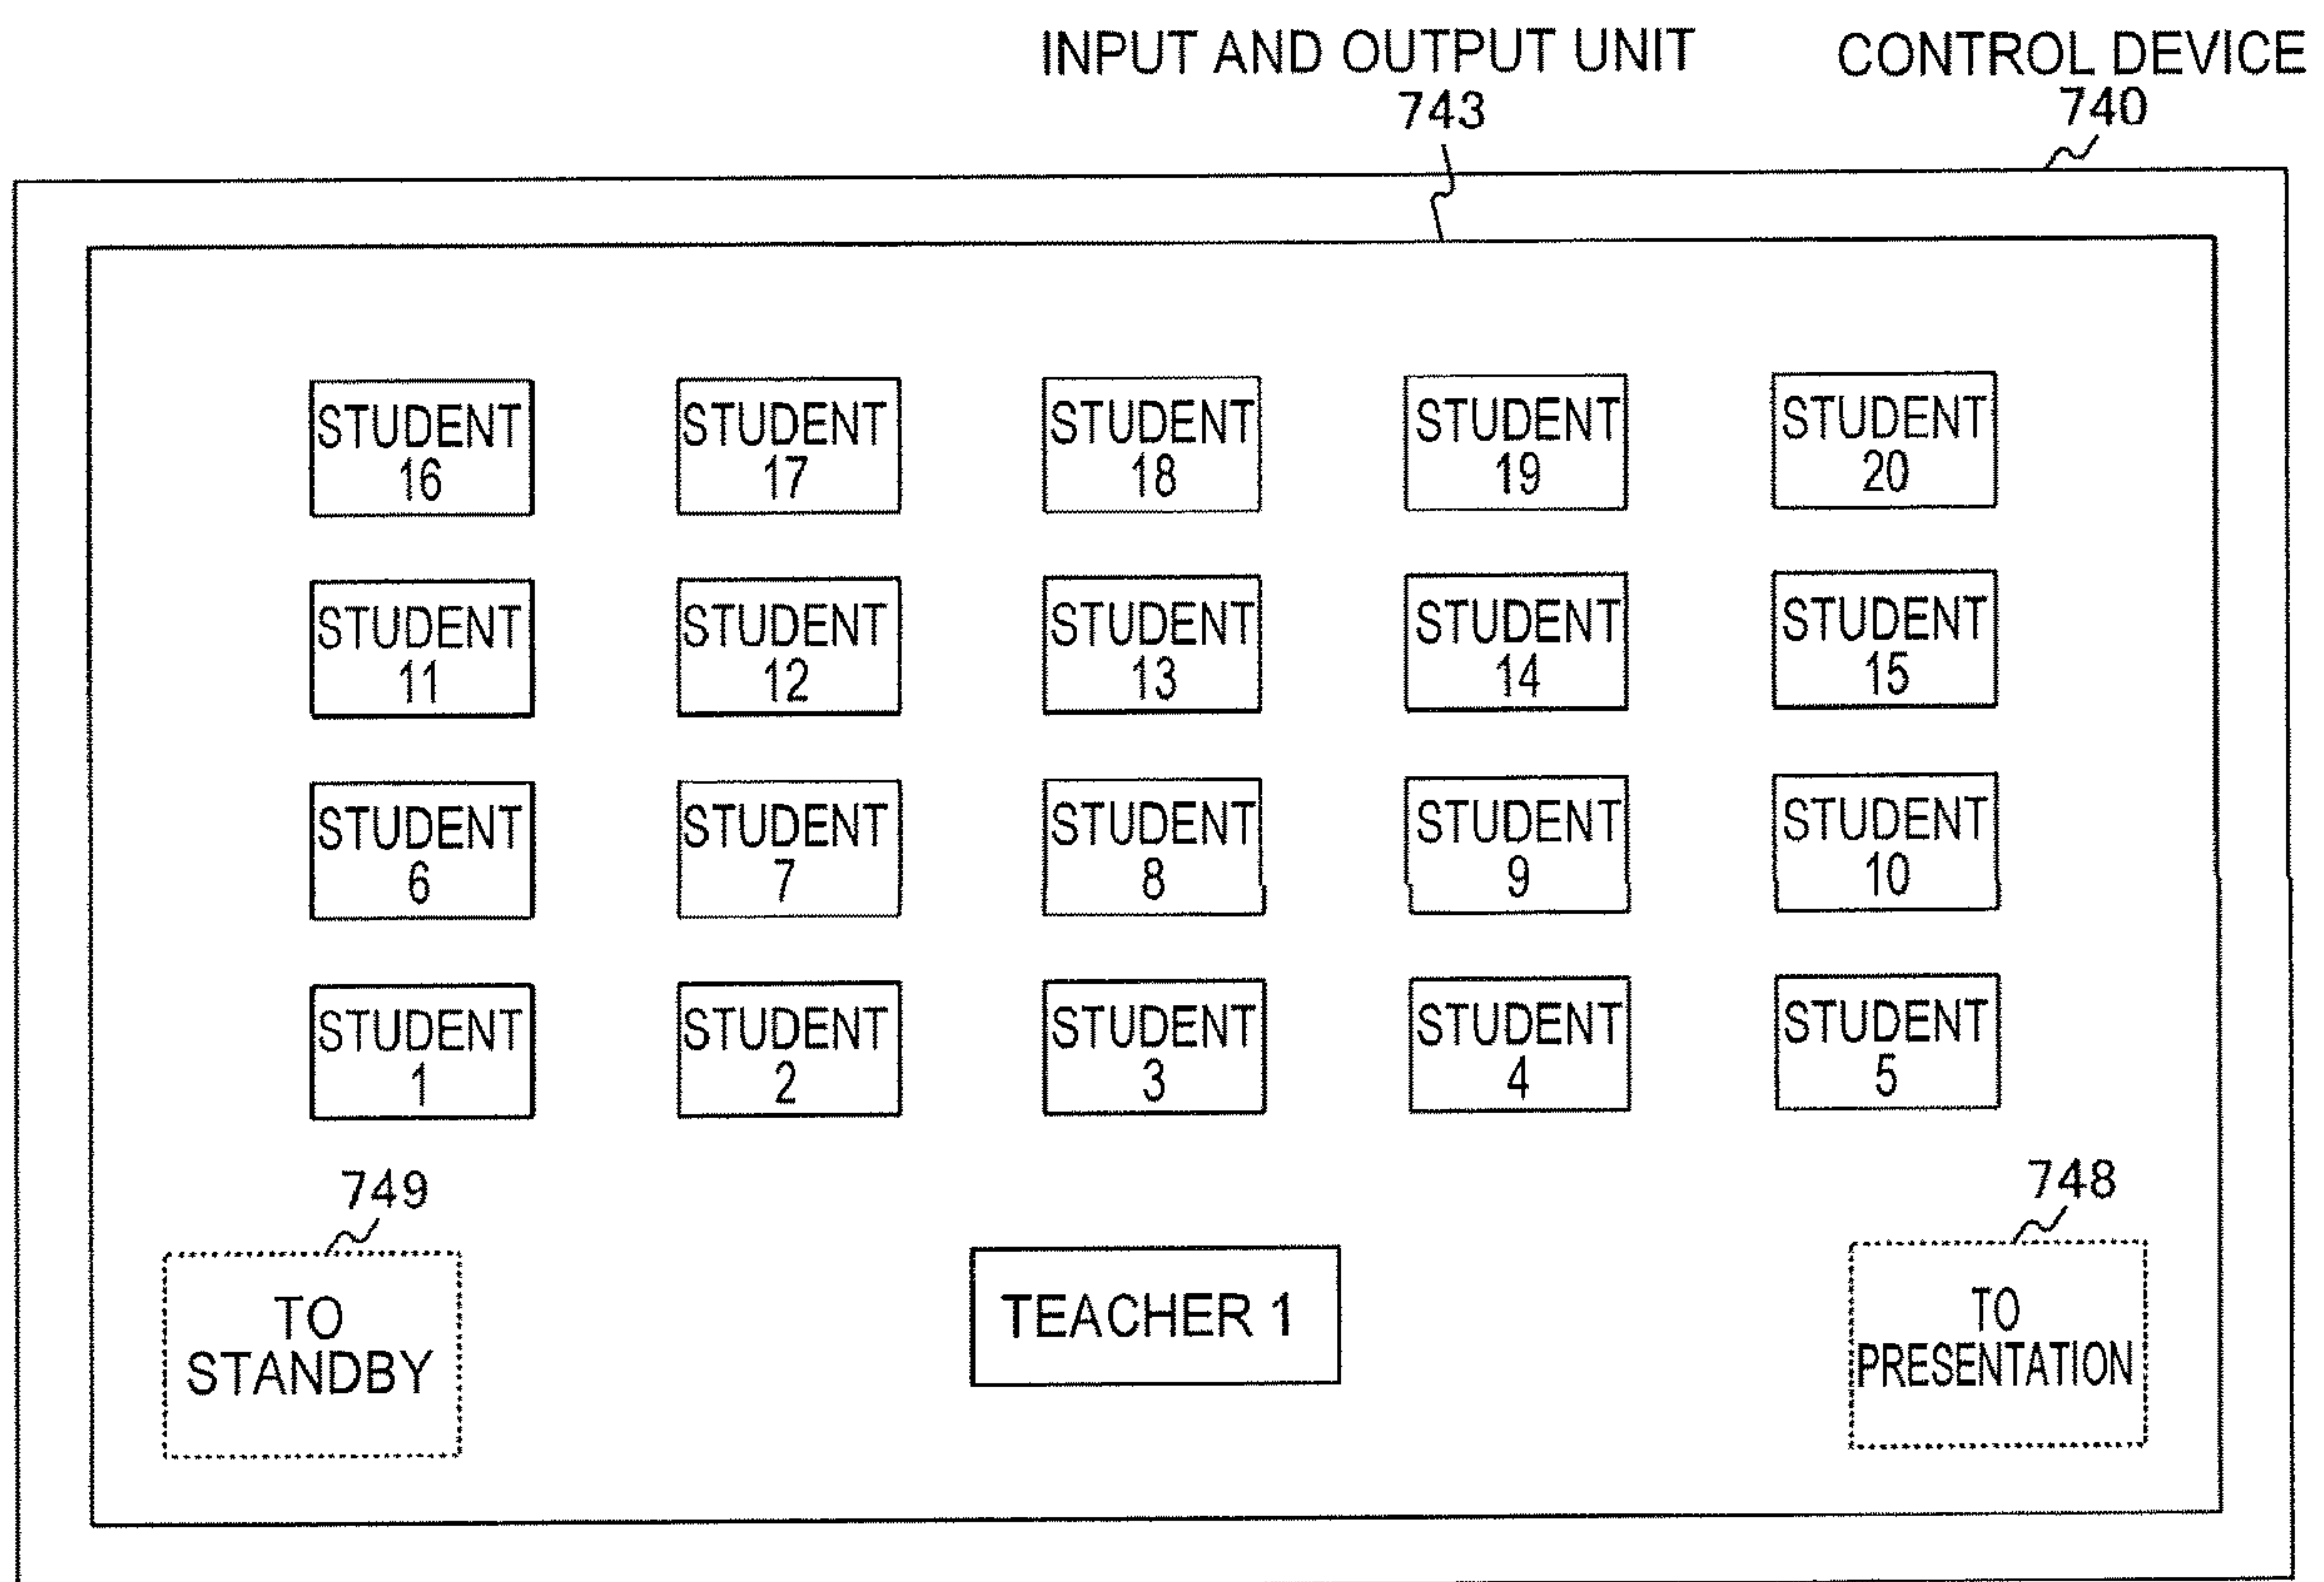 INPUT AND OUTPUT UNIT
743
CONTROL DEVICE
740
STUDENT
16
STUDENT
17
STUDENT
18
STUDENT
19
STUDENT
20
STUDENT
11
STUDENT
12
STUDENT
13
STUDENT
14
STUDENT
15
STUDENT
6
STUDENT
7
STUDENT
8
STUDENT
9
STUDENT
10
STUDENT
1
STUDENT
2
STUDENT
3
STUDENT
4
STUDENT
5
749
TO
STANDBY
TEACHER 1
748
TO
PRESENTATION